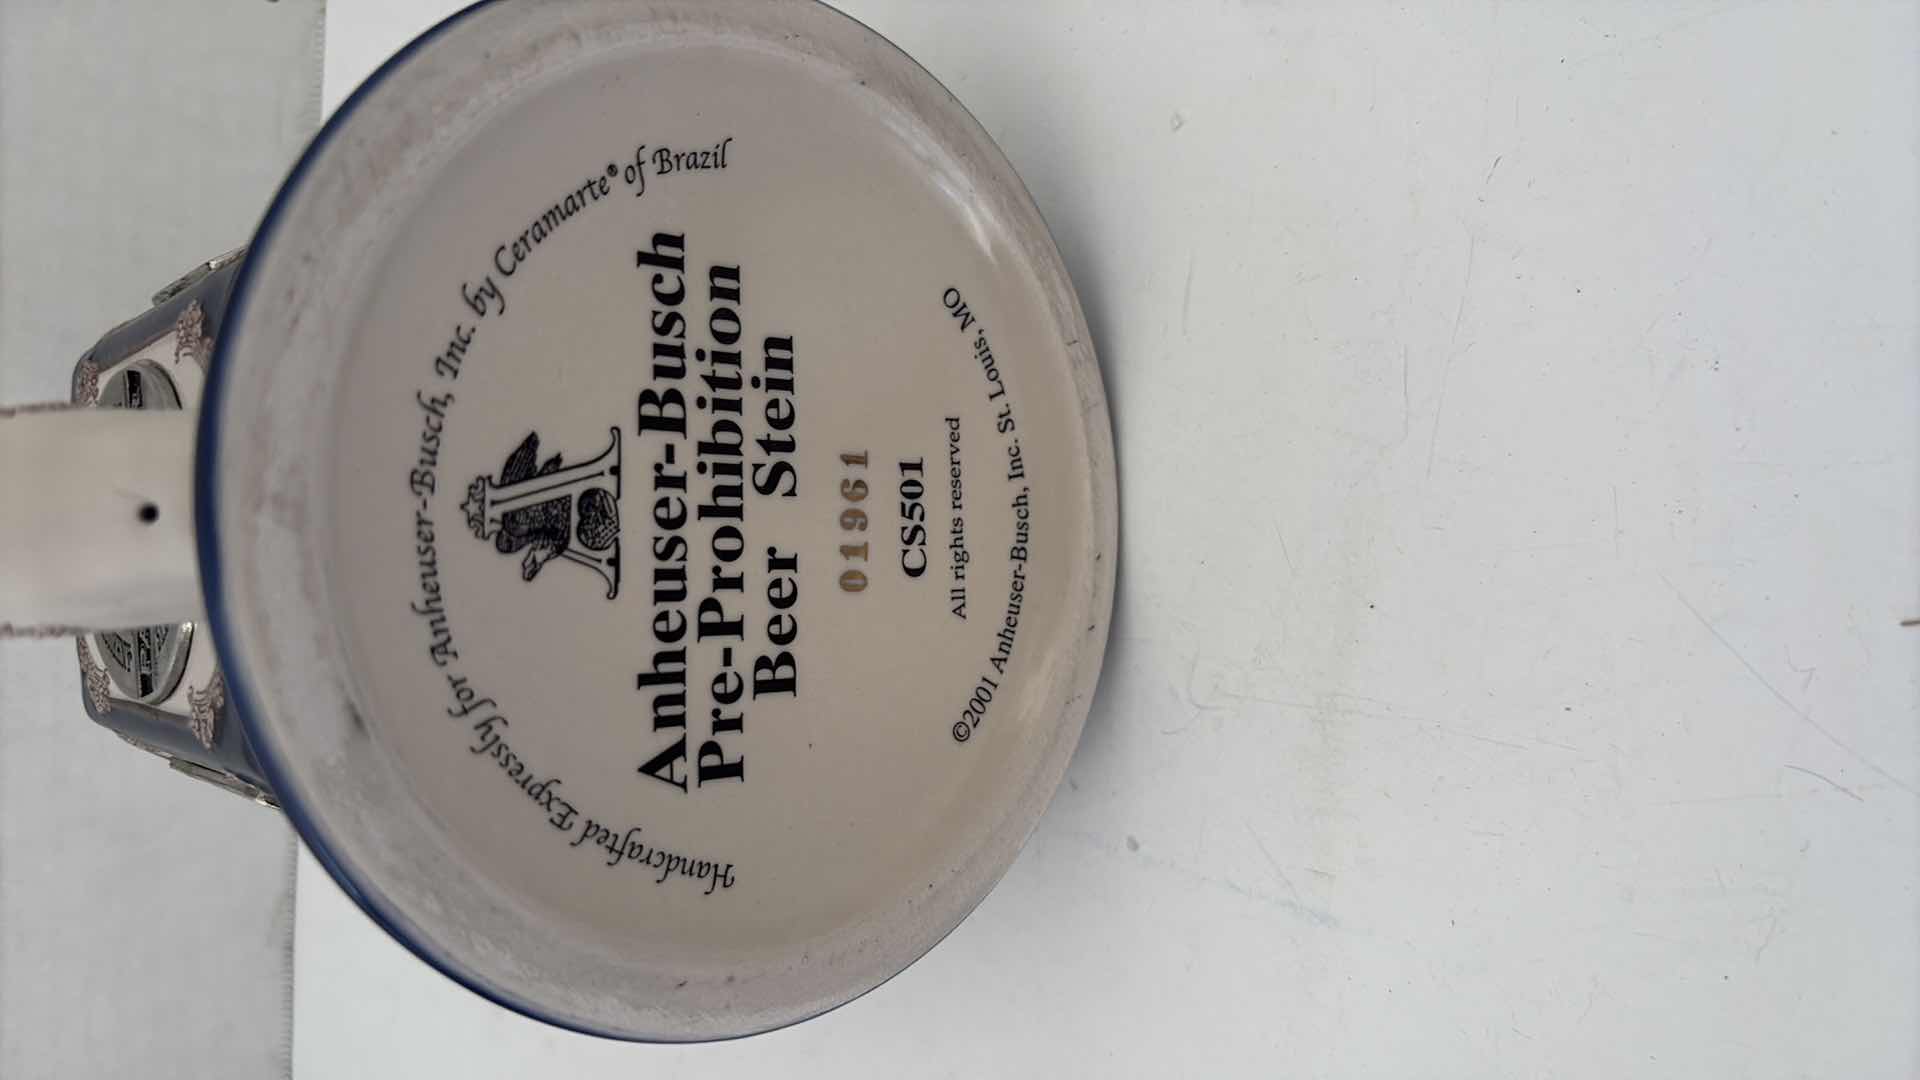 Handcrafted Expressly for Anheuser-Busch, Inc. by Ceramarte® of Brazil
A
Anheuser-Busch
Pre-Prohibition
Beer Stein
01961
CS501
All rights reserved
©2001 Anheuser-Busch, Inc. St. Louis, MO